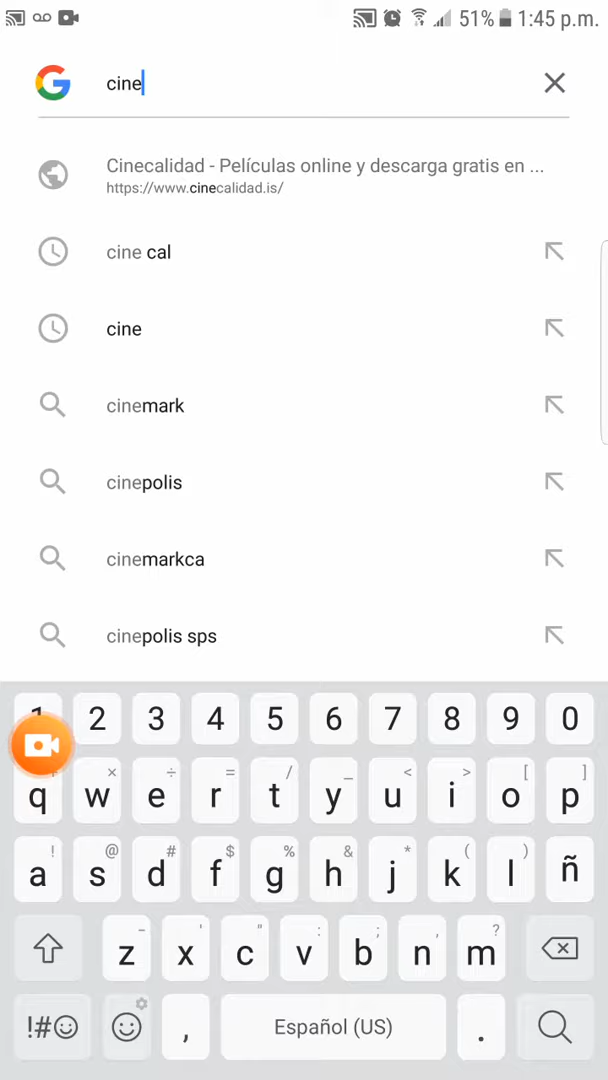 51% 1:45 p.m.
cine
Cinecalidad - Películas online y descarga gratis en ...
https://www.cinecalidad.is/
cine cal
cine
cinemark
cinepolis
cinemarkca
cinepolis sps
1 2 3 4 5 6 7 8 9 0
× ÷ = / _ < > [ ]
q w e r t y u i o p
! @ # $ % & * ( )
a s d f g h j k l ñ
- ' " : ; , ?
z x c v b n m
!#☺ , Español (US) .